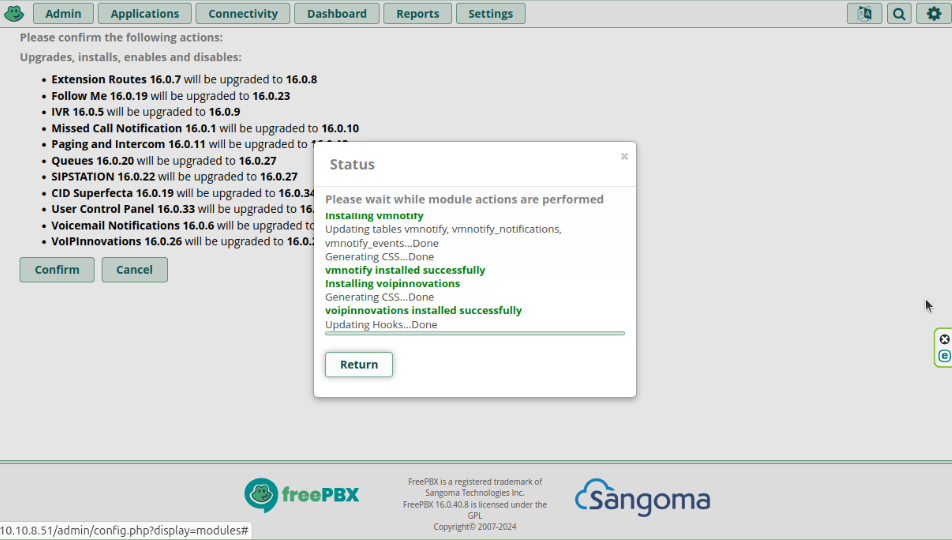 Admin Applications Connectivity Dashboard Reports Settings
Please confirm the following actions:
Upgrades, installs, enables and disables:
Extension Routes 16.0.7 will be upgraded to 16.0.8
Follow Me 16.0.19 will be upgraded to 16.0.23
IVR 16.0.5 will be upgraded to 16.0.9
Missed Call Notification 16.0.1 will be upgraded to 16.0.10
Paging and Intercom 16.0.11 will be upgraded to
Queues 16.0.20 will be upgraded to 16.0.27
SIPSTATION 16.0.22 will be upgraded to 16.0.27
CID Superfecta 16.0.19 will be upgraded to 16.0.34
User Control Panel 16.0.33 will be upgraded to 16.
Voicemail Notifications 16.0.6 will be upgraded to
VoIPInnovations 16.0.26 will be upgraded to 16.0.
Confirm Cancel
Status
×
Please wait while module actions are performed
Installing vmnotify
Updating tables vmnotify, vmnotify_notifications,
vmnotify_events...Done
Generating CSS...Done
vmnotify installed successfully
Installing voipinnovations
Generating CSS...Done
voipinnovations installed successfully
Updating Hooks...Done
Return
e
freePBX
FreePBX is a registered trademark of
Sangoma Technologies Inc.
FreePBX 16.0.40.8 is licensed under the
GPL
Copyright© 2007-2024
Sangoma
10.10.8.51/admin/config.php?display=modules#